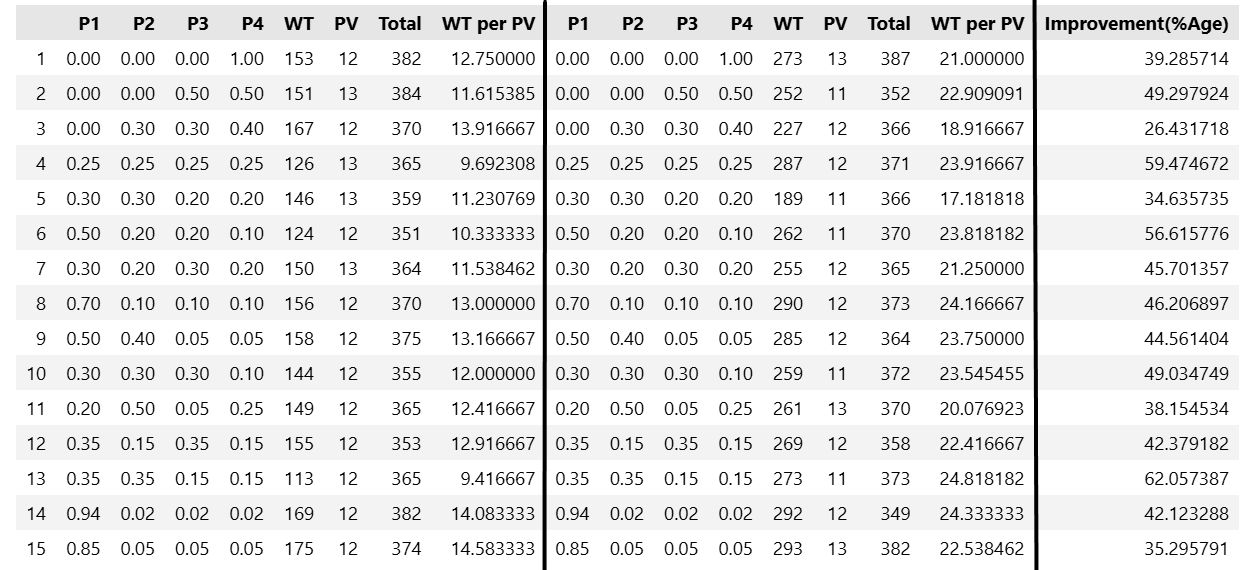 P1 P2 P3 P4 WT PV Total WT per PV P1 P2 P3 P4 WT PV Total WT per PV Improvement(%Age)
1 0.00 0.00 0.00 1.00 153 12 382 12.750000 0.00 0.00 0.00 1.00 273 13 387 21.000000 39.285714
2 0.00 0.00 0.50 0.50 151 13 384 11.615385 0.00 0.00 0.50 0.50 252 11 352 22.909091 49.297924
3 0.00 0.30 0.30 0.40 167 12 370 13.916667 0.00 0.30 0.30 0.40 227 12 366 18.916667 26.431718
4 0.25 0.25 0.25 0.25 126 13 365 9.692308 0.25 0.25 0.25 0.25 287 12 371 23.916667 59.474672
5 0.30 0.30 0.20 0.20 146 13 359 11.230769 0.30 0.30 0.20 0.20 189 11 366 17.181818 34.635735
6 0.50 0.20 0.20 0.10 124 12 351 10.333333 0.50 0.20 0.20 0.10 262 11 370 23.818182 56.615776
7 0.30 0.20 0.30 0.20 150 13 364 11.538462 0.30 0.20 0.30 0.20 255 12 365 21.250000 45.701357
8 0.70 0.10 0.10 0.10 156 12 370 13.000000 0.70 0.10 0.10 0.10 290 12 373 24.166667 46.206897
9 0.50 0.40 0.05 0.05 158 12 375 13.166667 0.50 0.40 0.05 0.05 285 12 364 23.750000 44.561404
10 0.30 0.30 0.30 0.10 144 12 355 12.000000 0.30 0.30 0.30 0.10 259 11 372 23.545455 49.034749
11 0.20 0.50 0.05 0.25 149 12 365 12.416667 0.20 0.50 0.05 0.25 261 13 370 20.076923 38.154534
12 0.35 0.15 0.35 0.15 155 12 353 12.916667 0.35 0.15 0.35 0.15 269 12 358 22.416667 42.379182
13 0.35 0.35 0.15 0.15 113 12 365 9.416667 0.35 0.35 0.15 0.15 273 11 373 24.818182 62.057387
14 0.94 0.02 0.02 0.02 169 12 382 14.083333 0.94 0.02 0.02 0.02 292 12 349 24.333333 42.123288
15 0.85 0.05 0.05 0.05 175 12 374 14.583333 0.85 0.05 0.05 0.05 293 13 382 22.538462 35.295791